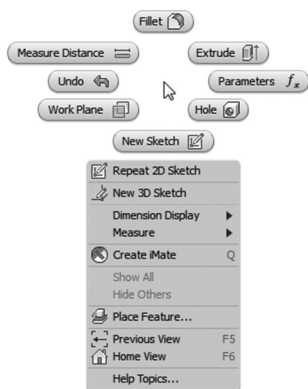 Fillet
Measure Distance
Extrude
Undo
Parameters fx
Work Plane
Hole
New Sketch
Repeat 2D Sketch
New 3D Sketch
Dimension Display
Measure
Create iMate Q
Show All
Hide Others
Place Feature...
Previous View F5
Home View F6
Help Topics...